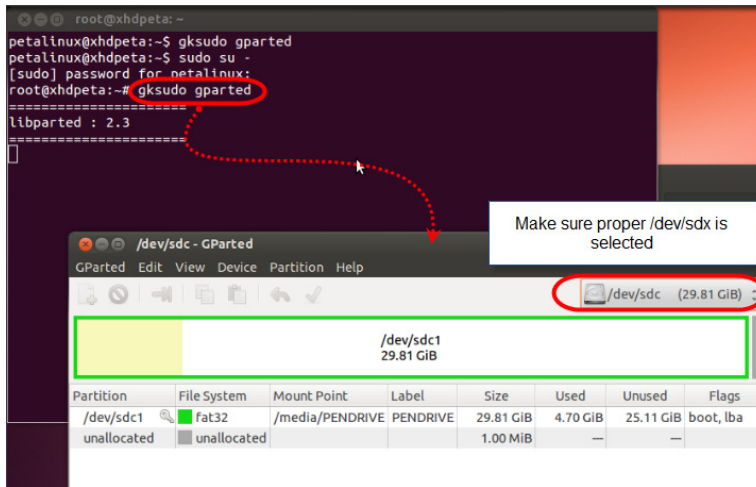 root@xhdpeta: ~
petalinux@xhdpeta:~$ gksudo gparted
petalinux@xhdpeta:~$ sudo su -
[sudo] password for petalinux:
root@xhdpeta:~# gksudo gparted
======================
libparted : 2.3
======================
Make sure proper /dev/sdx is
selected
/dev/sdc - GParted
GParted Edit View Device Partition Help
/dev/sdc (29.81 GiB)
/dev/sdc1
29.81 GiB
Partition File System Mount Point Label Size Used Unused Flags
/dev/sdc1 fat32 /media/PENDRIVE PENDRIVE 29.81 GiB 4.70 GiB 25.11 GiB boot, lba
unallocated unallocated 1.00 MiB — —